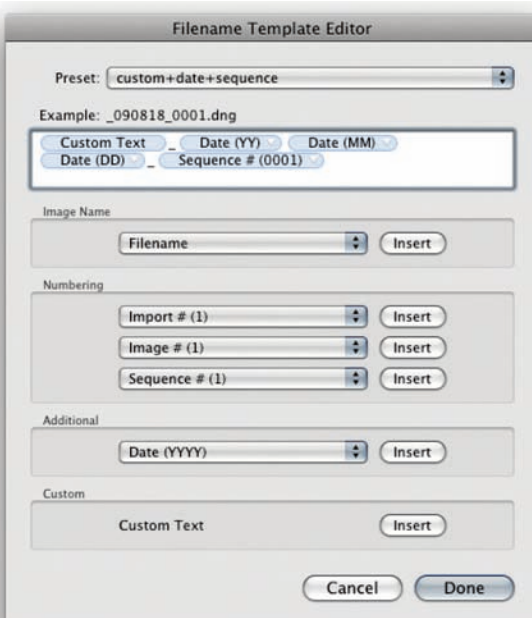 Filename Template Editor
Preset: custom+date+sequence
Example: _090818_0001.dng
Custom Text _ Date (YY) Date (MM)
Date (DD) _ Sequence # (0001)
Image Name
Filename Insert
Numbering
Import # (1) Insert
Image # (1) Insert
Sequence # (1) Insert
Additional
Date (YYYY) Insert
Custom
Custom Text Insert
Cancel Done